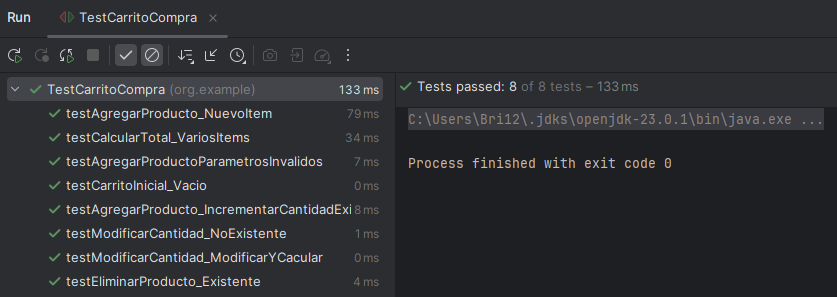 Run TestCarritoCompra
TestCarritoCompra (org.example) 133 ms
testAgregarProducto_NuevoItem 79 ms
testCalcularTotal_VariosItems 34 ms
testAgregarProductoParametrosInvalidos 7 ms
testCarritoInicial_Vacio 0 ms
testAgregarProducto_IncrementarCantidadExi 8 ms
testModificarCantidad_NoExistente 1 ms
testModificarCantidad_ModificarYCacular 0 ms
testEliminarProducto_Existente 4 ms
Tests passed: 8 of 8 tests – 133 ms
C:\Users\Bri12\.jdks\openjdk-23.0.1\bin\java.exe ...
Process finished with exit code 0